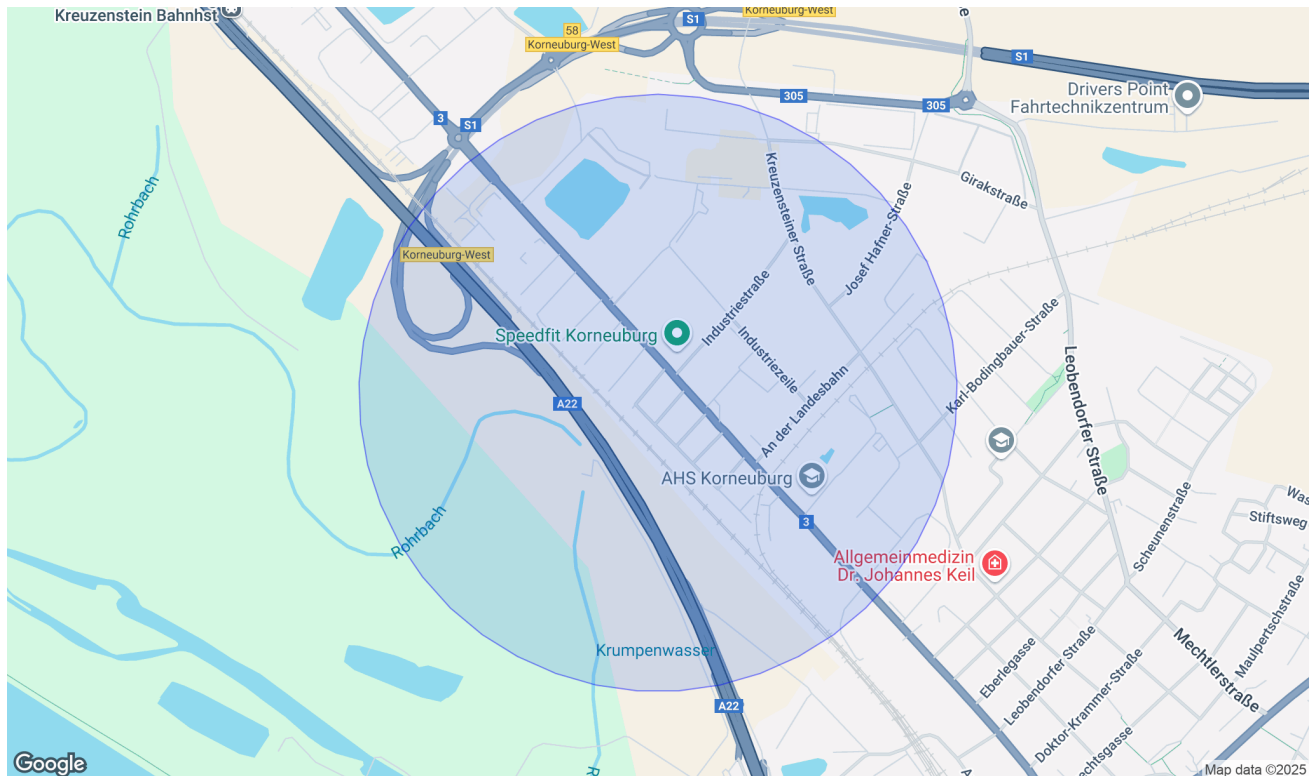 Kreuzenstein Bahnhst
S1
Korneuburg-West
58
Korneuburg-West
S1
305
305
Drivers Point
Fahrtechnikzentrum
3
S1
Rohrbach
Kreuzensteiner Straße
Girakstraße
Josef Hafner-Straße
Korneuburg-West
Industriestraße
Speedfit Korneuburg
Industriezeile
Karl-Bodingbauer-Straße
Leobendorfer Straße
A22
An der Landesbahn
AHS Korneuburg
Rohrbach
3
Scheunenstraße
Was
Stiftsweg
Allgemeinmedizin
Dr. Johannes Keil
Krumpenwasser
Eberlegasse
Leobendorfer Straße
Mechtlerstraße
Maulpertschstraße
Doktor-Krammer-Straße
A22
echtsgasse
Google
Map data ©2025